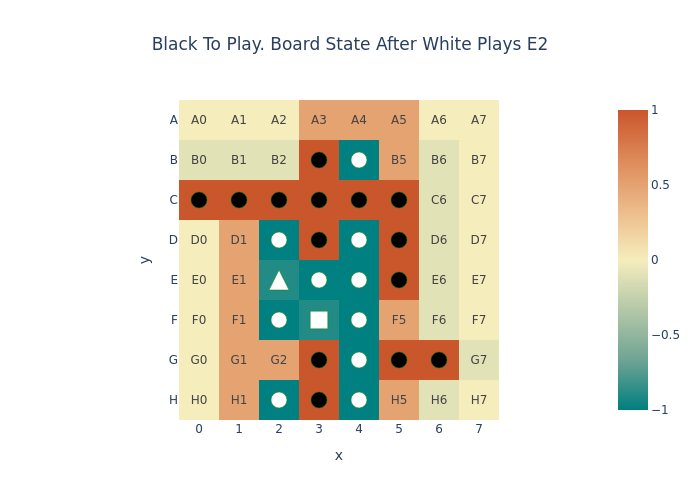 Black To Play. Board State After White Plays E2
A A0 A1 A2 A3 A4 A5 A6 A7
B B0 B1 B2 B5 B6 B7
C C6 C7
D D0 D1 D6 D7
E E0 E1 E6 E7
F F0 F1 F5 F6 F7
G G0 G1 G2 G7
H H0 H1 H5 H6 H7
0 1 2 3 4 5 6 7
x
y
1
0.5
0
−0.5
−1